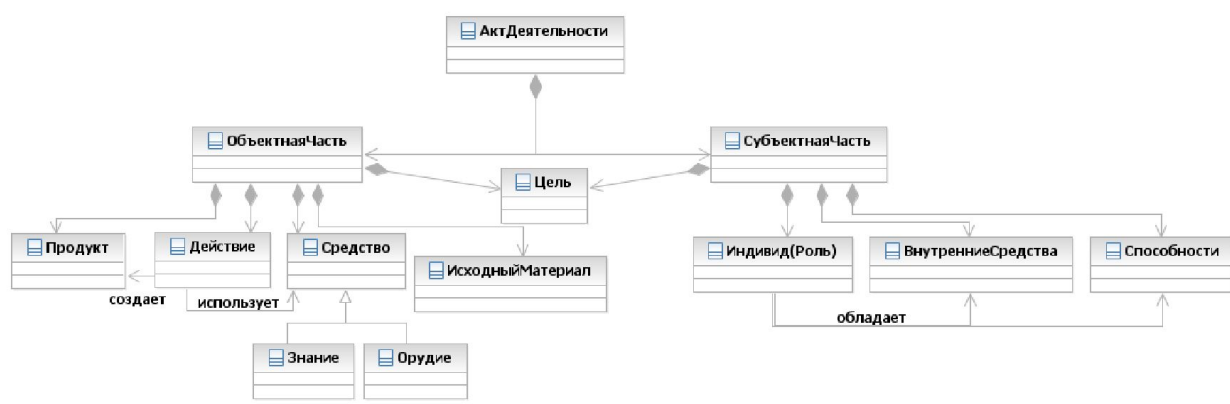 АктДеятельности
ОбъектнаяЧасть
СубъектнаяЧасть
Цель
Продукт
Действие
Средство
ИсходныйМатериал
Индивид(Роль)
ВнутренниеСредства
Способности
создает
использует
обладает
Знание
Орудие